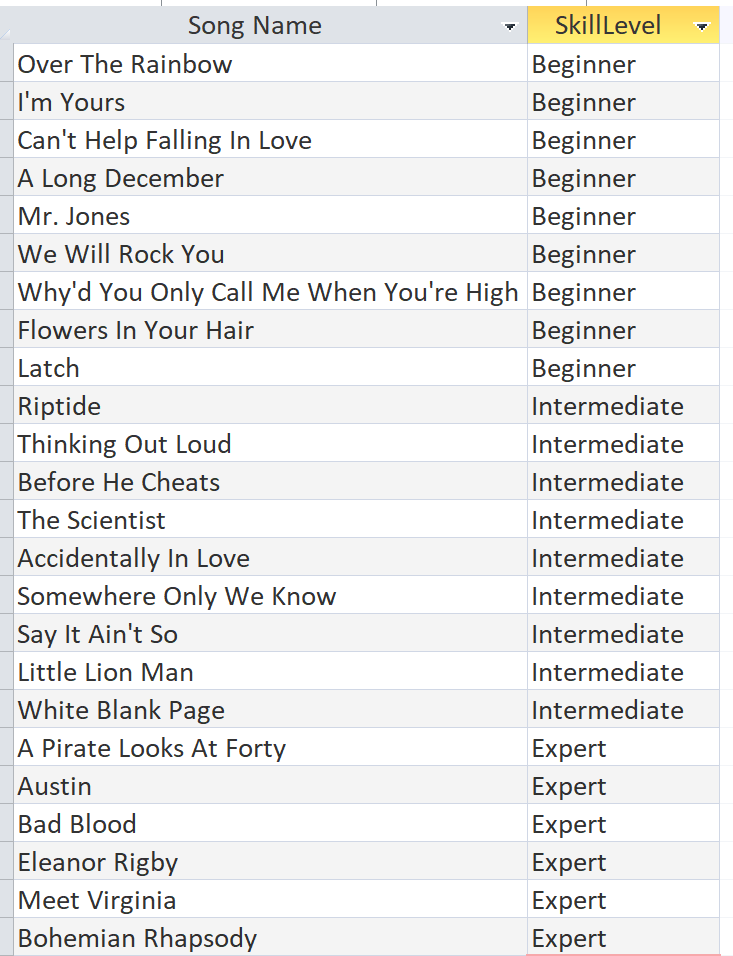 Song Name SkillLevel
Over The Rainbow Beginner
I'm Yours Beginner
Can't Help Falling In Love Beginner
A Long December Beginner
Mr. Jones Beginner
We Will Rock You Beginner
Why'd You Only Call Me When You're High Beginner
Flowers In Your Hair Beginner
Latch Beginner
Riptide Intermediate
Thinking Out Loud Intermediate
Before He Cheats Intermediate
The Scientist Intermediate
Accidentally In Love Intermediate
Somewhere Only We Know Intermediate
Say It Ain't So Intermediate
Little Lion Man Intermediate
White Blank Page Intermediate
A Pirate Looks At Forty Expert
Austin Expert
Bad Blood Expert
Eleanor Rigby Expert
Meet Virginia Expert
Bohemian Rhapsody Expert